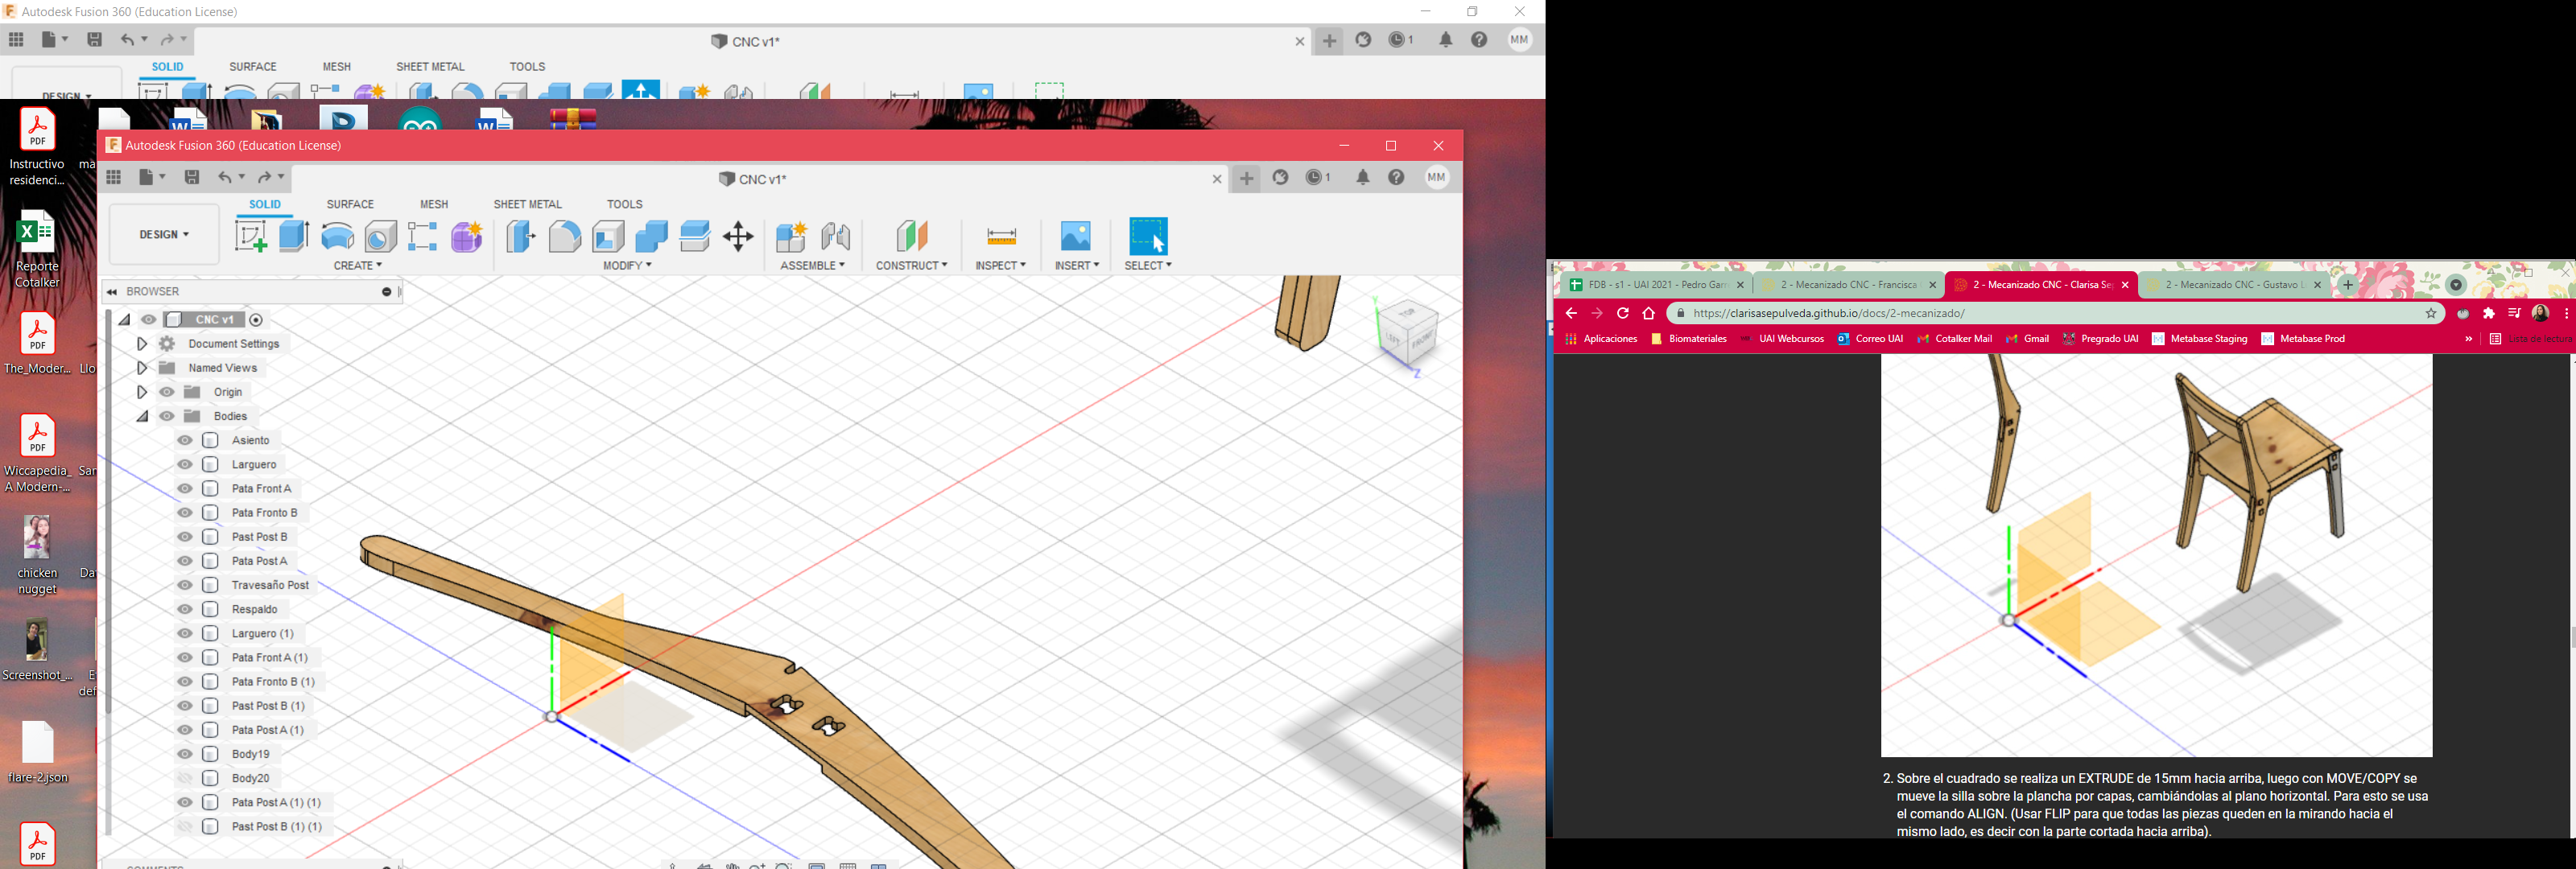 Autodesk Fusion 360 (Education License)
CNC v1*
1
MM
SOLID
SURFACE
MESH
SHEET METAL
TOOLS
DESIGN
Instructivo
residenci...
Reporte
Cotalker
The_Moder...
Wiccapedia_
A Modern-...
chicken
nugget
Screenshot_...
flare-2.json
PDF
Autodesk Fusion 360 (Education License)
CNC v1*
1
MM
SOLID
SURFACE
MESH
SHEET METAL
TOOLS
DESIGN
CREATE
MODIFY
ASSEMBLE
CONSTRUCT
INSPECT
INSERT
SELECT
BROWSER
CNC v1
Document Settings
Named Views
Origin
Bodies
Asiento
Larguero
Pata Front A
Pata Fronto B
Past Post B
Pata Post A
Travesaño Post
Respaldo
Larguero (1)
Pata Front A (1)
Pata Fronto B (1)
Past Post B (1)
Pata Post A (1)
Body19
Body20
Pata Post A (1) (1)
Past Post B (1) (1)
TOP
LEFT
FRONT
Y
Z
FDB - s1 - UAI 2021 - Pedro Garr
2 - Mecanizado CNC - Francisca
2 - Mecanizado CNC - Clarisa Sep
2 - Mecanizado CNC - Gustavo L
https://clarisasepulveda.github.io/docs/2-mecanizado/
Aplicaciones
Biomateriales
UAI Webcursos
Correo UAI
Cotalker Mail
Gmail
Pregrado UAI
Metabase Staging
Metabase Prod
»
Lista de lectura
2. Sobre el cuadrado se realiza un EXTRUDE de 15mm hacia arriba, luego con MOVE/COPY se
mueve la silla sobre la plancha por capas, cambiándolas al plano horizontal. Para esto se usa
el comando ALIGN. (Usar FLIP para que todas las piezas queden en la mirando hacia el
mismo lado, es decir con la parte cortada hacia arriba).